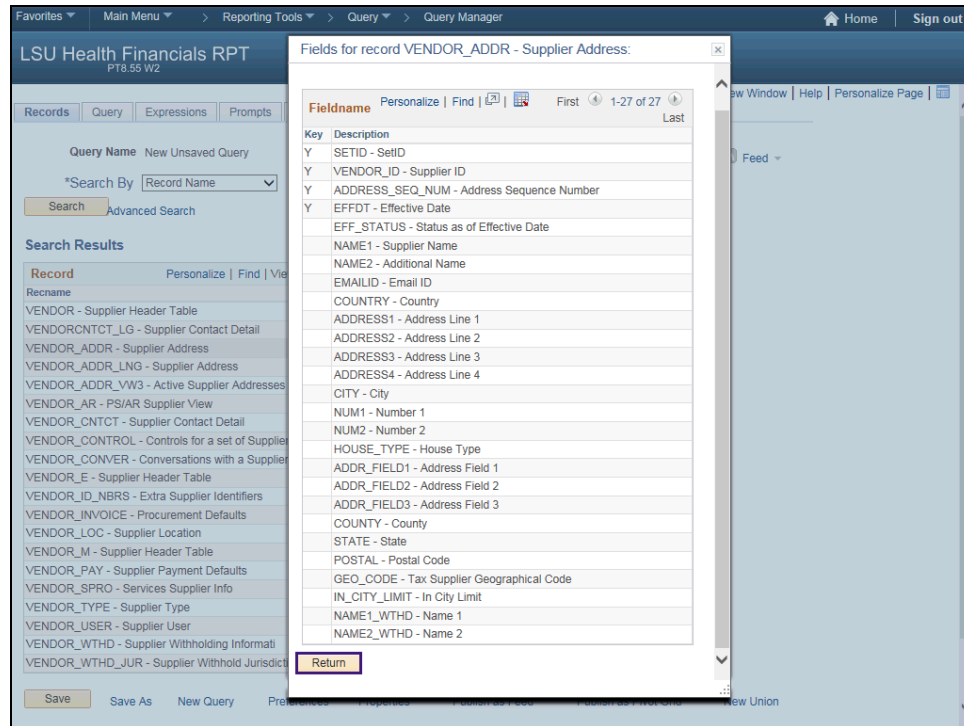 Favorites Main Menu > Reporting Tools > Query > Query Manager Home Sign out
LSU Health Financials RPT
PT8.55 W2
Fields for record VENDOR_ADDR - Supplier Address:
ew Window | Help | Personalize Page |
Records Query Expressions Prompts
Query Name New Unsaved Query
Feed
*Search By Record Name
Search Advanced Search
Search Results
Record Personalize | Find | Vie
Recname
VENDOR - Supplier Header Table
VENDORCNTCT_LG - Supplier Contact Detail
VENDOR_ADDR - Supplier Address
VENDOR_ADDR_LNG - Supplier Address
VENDOR_ADDR_VW3 - Active Supplier Addresses
VENDOR_AR - PS/AR Supplier View
VENDOR_CNTCT - Supplier Contact Detail
VENDOR_CONTROL - Controls for a set of Supplier
VENDOR_CONVER - Conversations with a Supplier
VENDOR_E - Supplier Header Table
VENDOR_ID_NBRS - Extra Supplier Identifiers
VENDOR_INVOICE - Procurement Defaults
VENDOR_LOC - Supplier Location
VENDOR_M - Supplier Header Table
VENDOR_PAY - Supplier Payment Defaults
VENDOR_SPRO - Services Supplier Info
VENDOR_TYPE - Supplier Type
VENDOR_USER - Supplier User
VENDOR_WTHD - Supplier Withholding Informati
VENDOR_WTHD_JUR - Supplier Withhold Jurisdicti
Fieldname Personalize | Find | First 1-27 of 27 Last
Key Description
Y SETID - SetID
Y VENDOR_ID - Supplier ID
Y ADDRESS_SEQ_NUM - Address Sequence Number
Y EFFDT - Effective Date
EFF_STATUS - Status as of Effective Date
NAME1 - Supplier Name
NAME2 - Additional Name
EMAILID - Email ID
COUNTRY - Country
ADDRESS1 - Address Line 1
ADDRESS2 - Address Line 2
ADDRESS3 - Address Line 3
ADDRESS4 - Address Line 4
CITY - City
NUM1 - Number 1
NUM2 - Number 2
HOUSE_TYPE - House Type
ADDR_FIELD1 - Address Field 1
ADDR_FIELD2 - Address Field 2
ADDR_FIELD3 - Address Field 3
COUNTY - County
STATE - State
POSTAL - Postal Code
GEO_CODE - Tax Supplier Geographical Code
IN_CITY_LIMIT - In City Limit
NAME1_WTHD - Name 1
NAME2_WTHD - Name 2
Return
Save Save As New Query Preferences Properties Publish as Feed Publish as Pivot Grid New Union